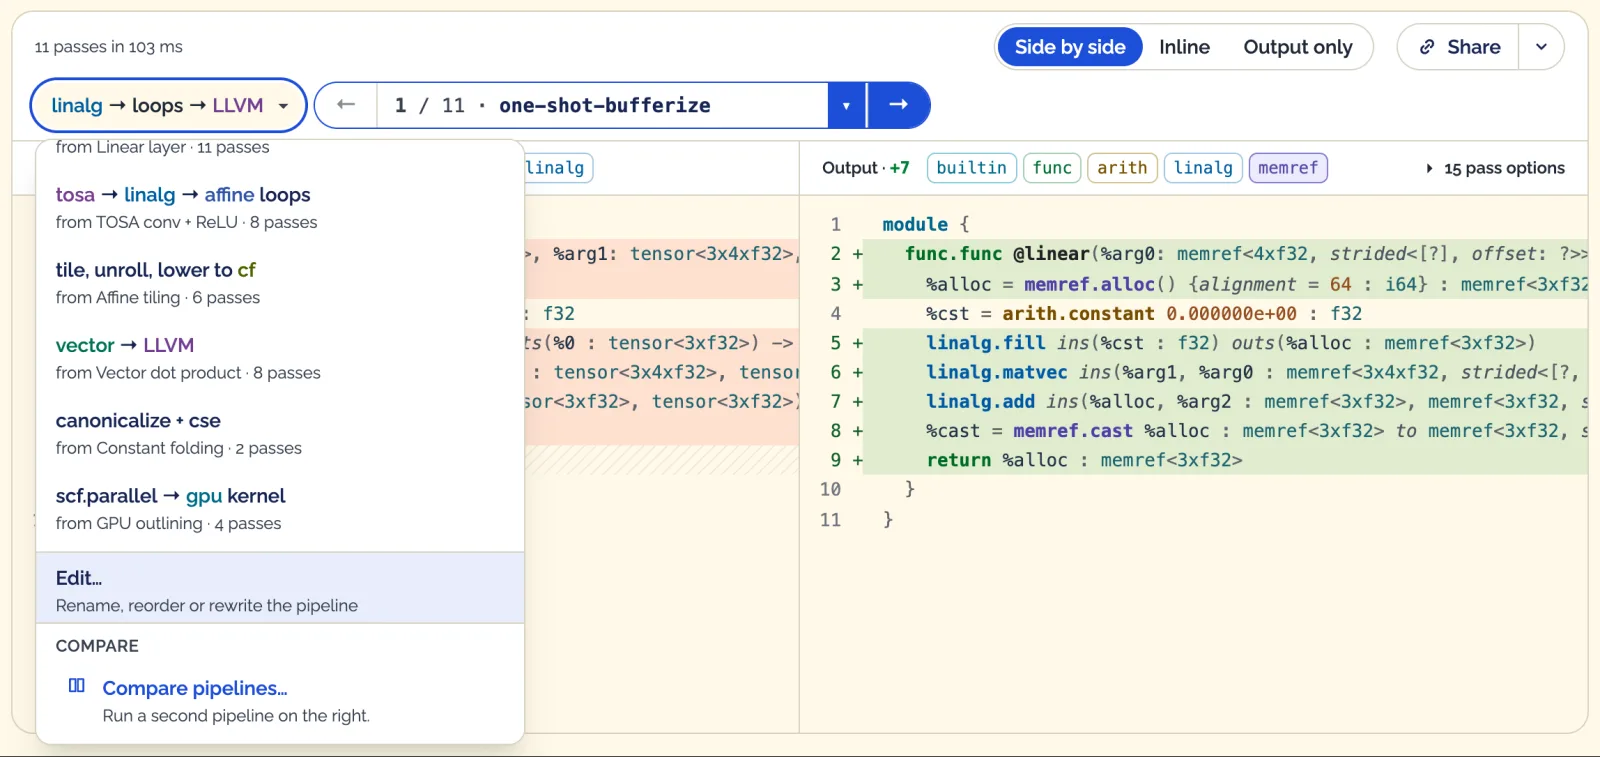 11 passes in 103 ms
Side by side Inline Output only Share
linalg → loops → LLVM 1 / 11 · one-shot-bufferize
from Linear layer · 11 passes
tosa → linalg → affine loops
from TOSA conv + ReLU · 8 passes
tile, unroll, lower to cf
from Affine tiling · 6 passes
vector → LLVM
from Vector dot product · 8 passes
canonicalize + cse
from Constant folding · 2 passes
scf.parallel → gpu kernel
from GPU outlining · 4 passes
Edit...
Rename, reorder or rewrite the pipeline
COMPARE
Compare pipelines...
Run a second pipeline on the right.
linalg
>, %arg1: tensor<3x4xf32>,
: f32
ts(%0 : tensor<3xf32>) ->
: tensor<3x4xf32>, tensor
sor<3xf32>, tensor<3xf32>)
Output · +7 builtin func arith linalg memref 15 pass options
1 module {
2 + func.func @linear(%arg0: memref<4xf32, strided<[?], offset: ?>>
3 + %alloc = memref.alloc() {alignment = 64 : i64} : memref<3xf32
4 %cst = arith.constant 0.000000e+00 : f32
5 + linalg.fill ins(%cst : f32) outs(%alloc : memref<3xf32>)
6 + linalg.matvec ins(%arg1, %arg0 : memref<3x4xf32, strided<[?,
7 + linalg.add ins(%alloc, %arg2 : memref<3xf32>, memref<3xf32, s
8 + %cast = memref.cast %alloc : memref<3xf32> to memref<3xf32, s
9 + return %alloc : memref<3xf32>
10 }
11 }